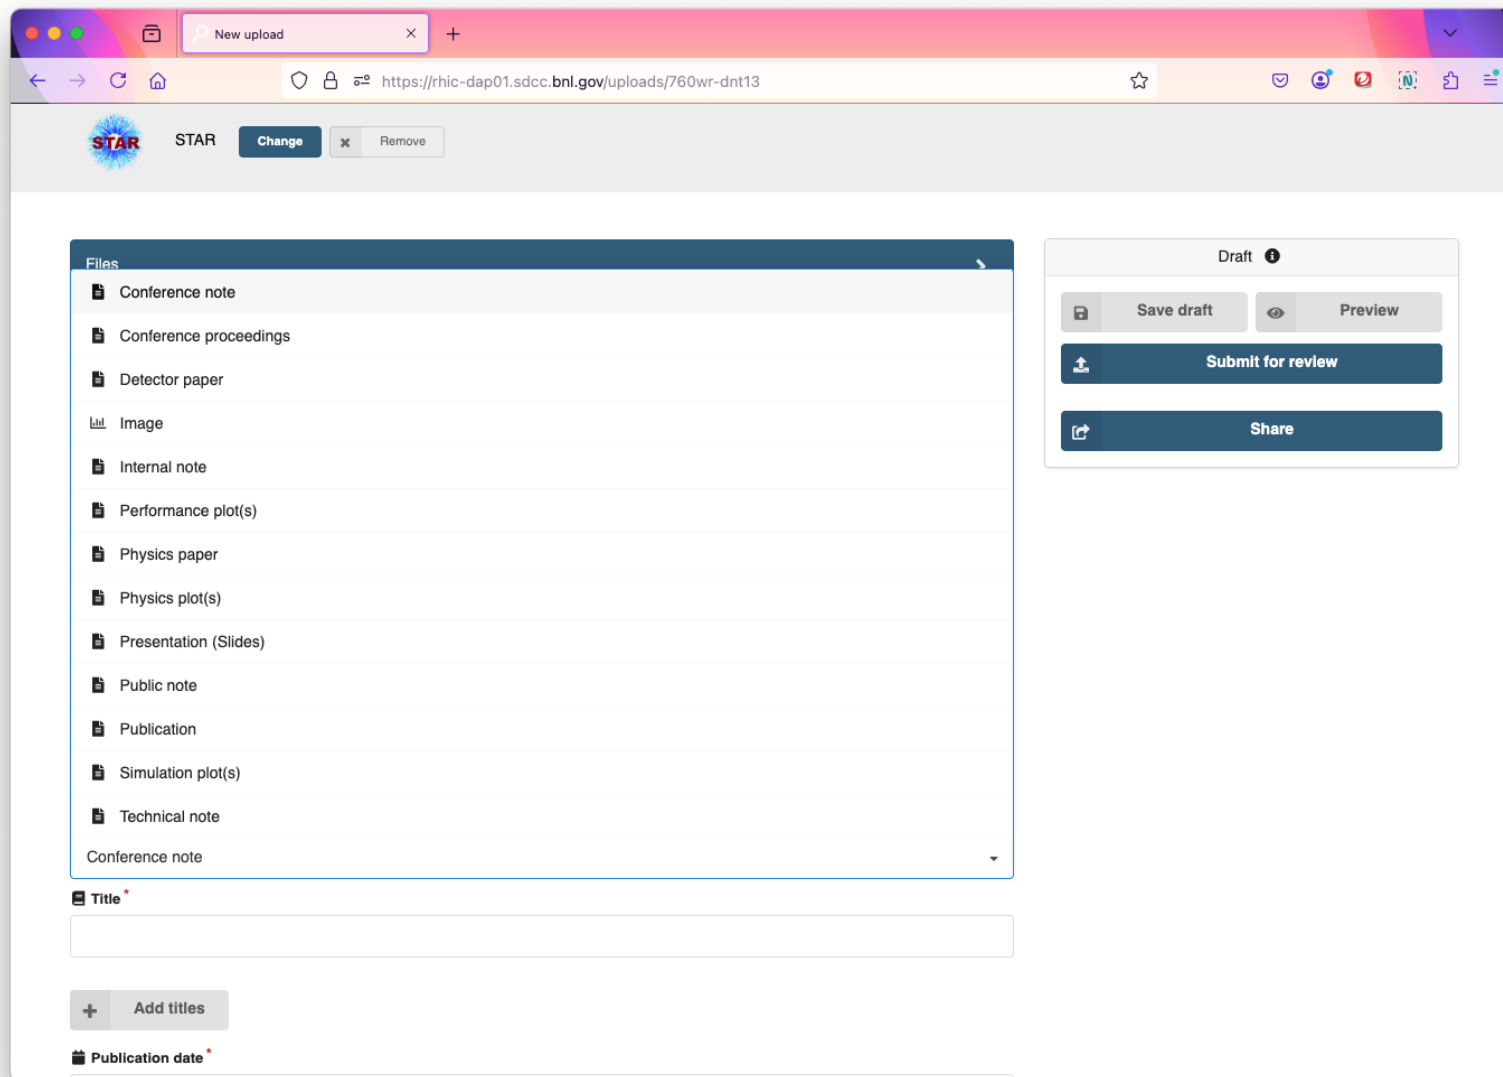 New upload
https://rhic-dap01.sdcc.bnl.gov/uploads/760wr-dnt13
STAR STAR Change Remove
Files
Draft
Conference note
Conference proceedings
Detector paper
Image
Internal note
Performance plot(s)
Physics paper
Physics plot(s)
Presentation (Slides)
Public note
Publication
Simulation plot(s)
Technical note
Conference note
Save draft Preview
Submit for review
Share
Title *
Add titles
Publication date *